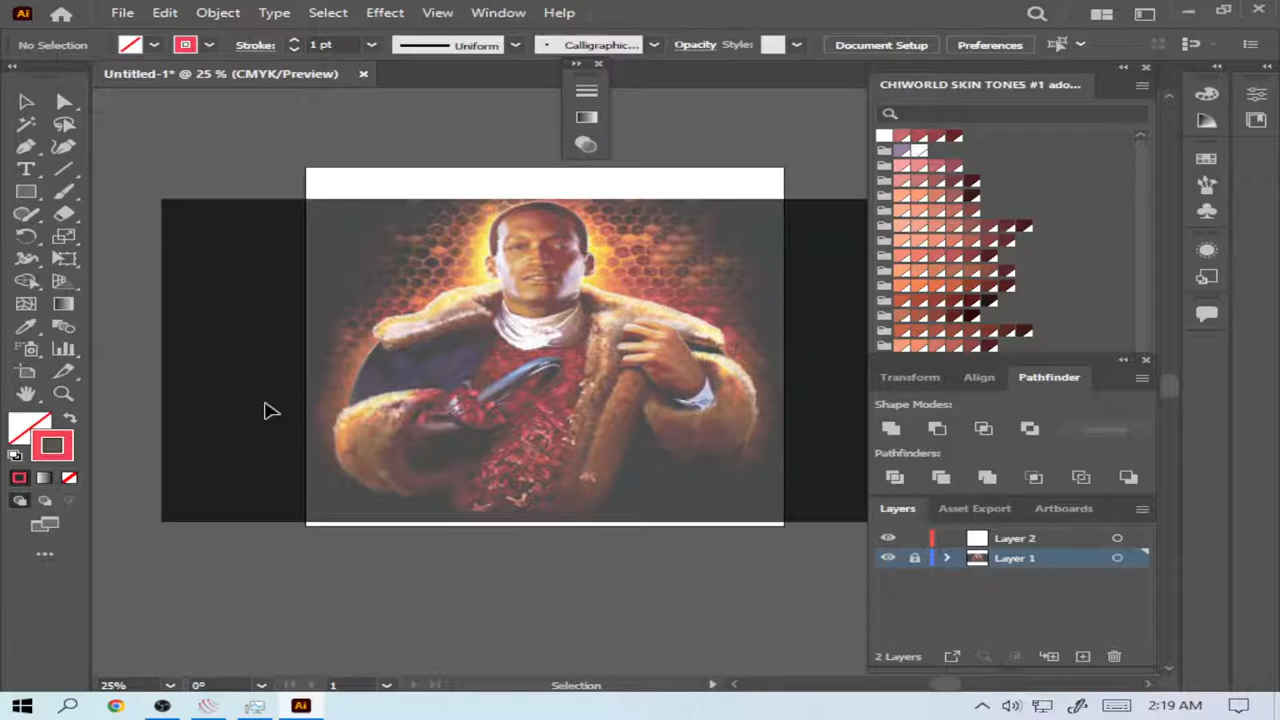 Ai File Edit Object Type Select Effect View Window Help
No Selection Stroke: 1 pt Uniform Calligraphic... Opacity Style: Document Setup Preferences
Untitled-1* @ 25 % (CMYK/Preview)
CHIWORLD SKIN TONES #1 ado...
Transform Align Pathfinder
Shape Modes:
Pathfinders:
Layers Asset Export Artboards
Layer 2
Layer 1
2 Layers
25% 0° 1 Selection
Ai 2:19 AM